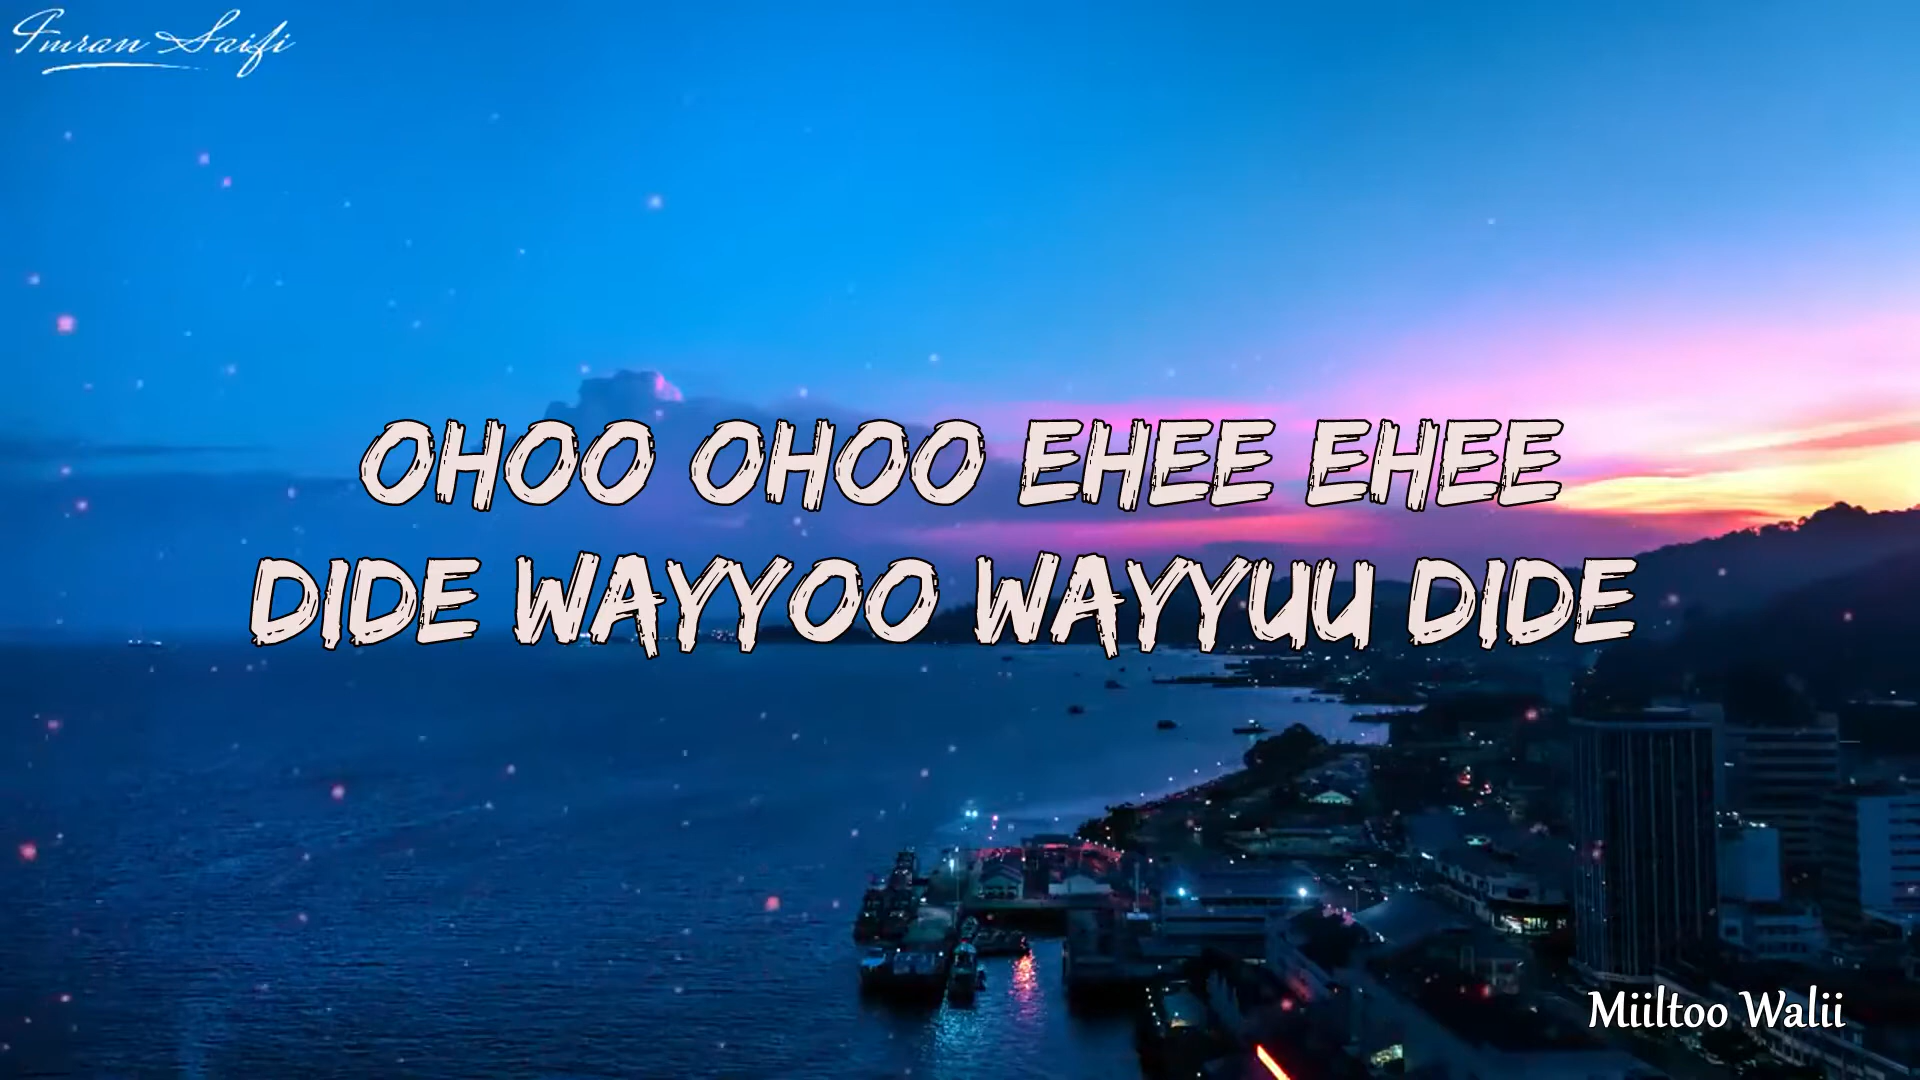 Imran Saifi
OHOO OHOO EHEE EHEE
DIDE WAYYOO WAYYUU DIDE
Miiltoo Walii